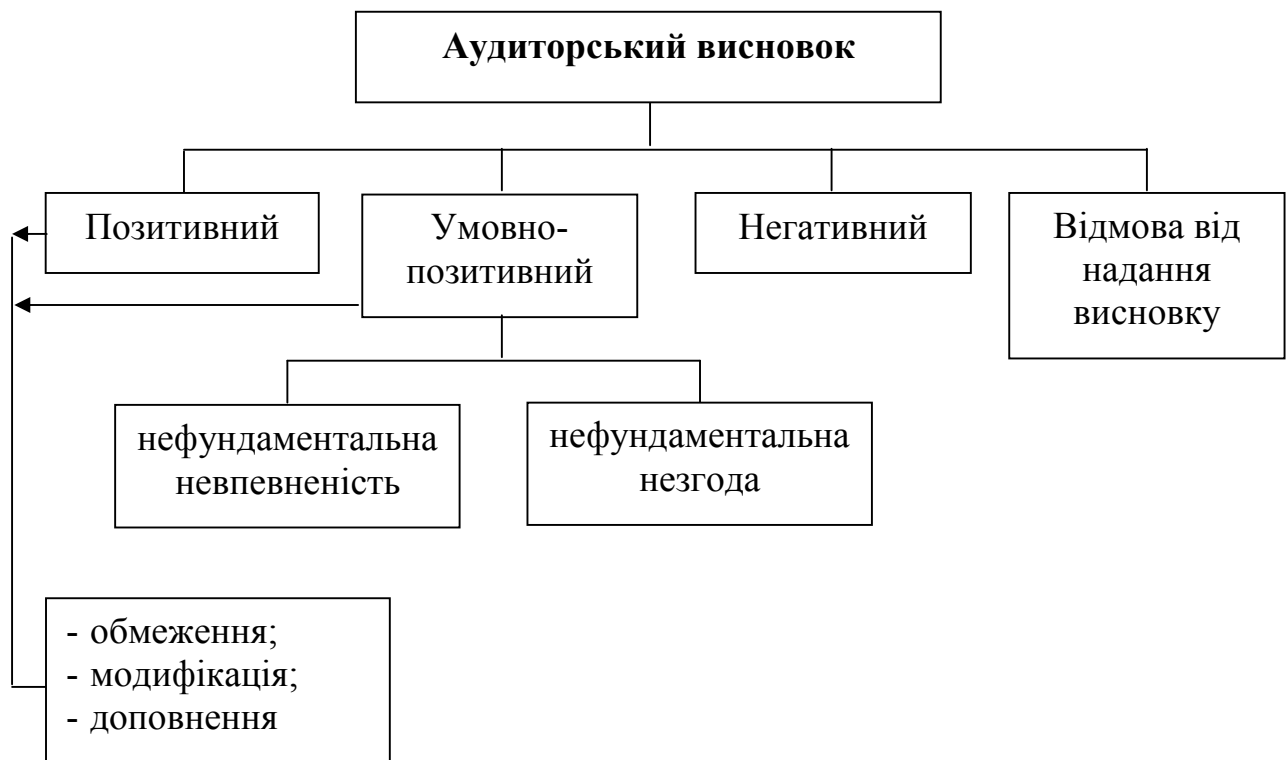 Аудиторський висновок
Позитивний
Умовно-
позитивний
Негативний
Відмова від
надання
висновку
нефундаментальна
невпевненість
нефундаментальна
незгода
- обмеження;
- модифікація;
- доповнення